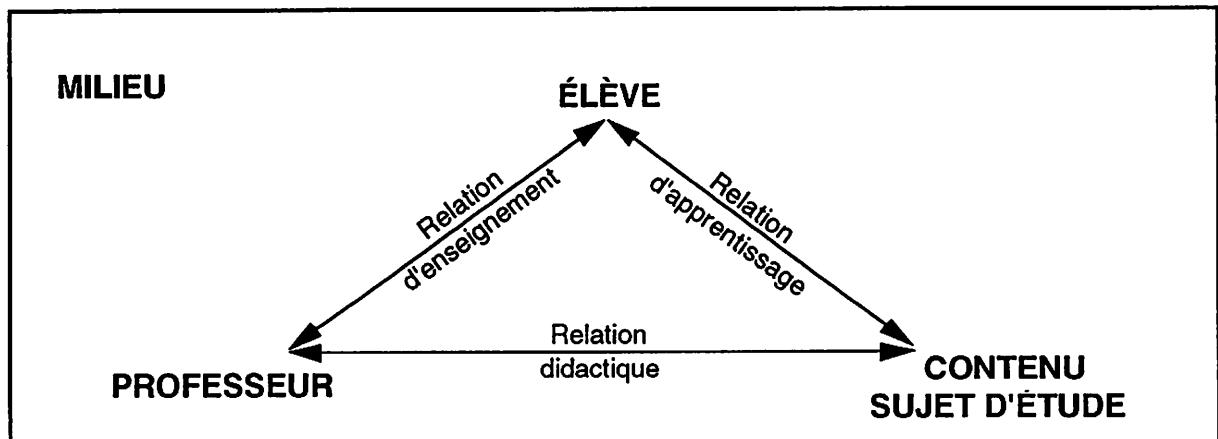 MILIEU
ÉLÈVE
Relation
d'enseignement
Relation
d'apprentissage
Relation
didactique
PROFESSEUR
CONTENU
SUJET D'ÉTUDE